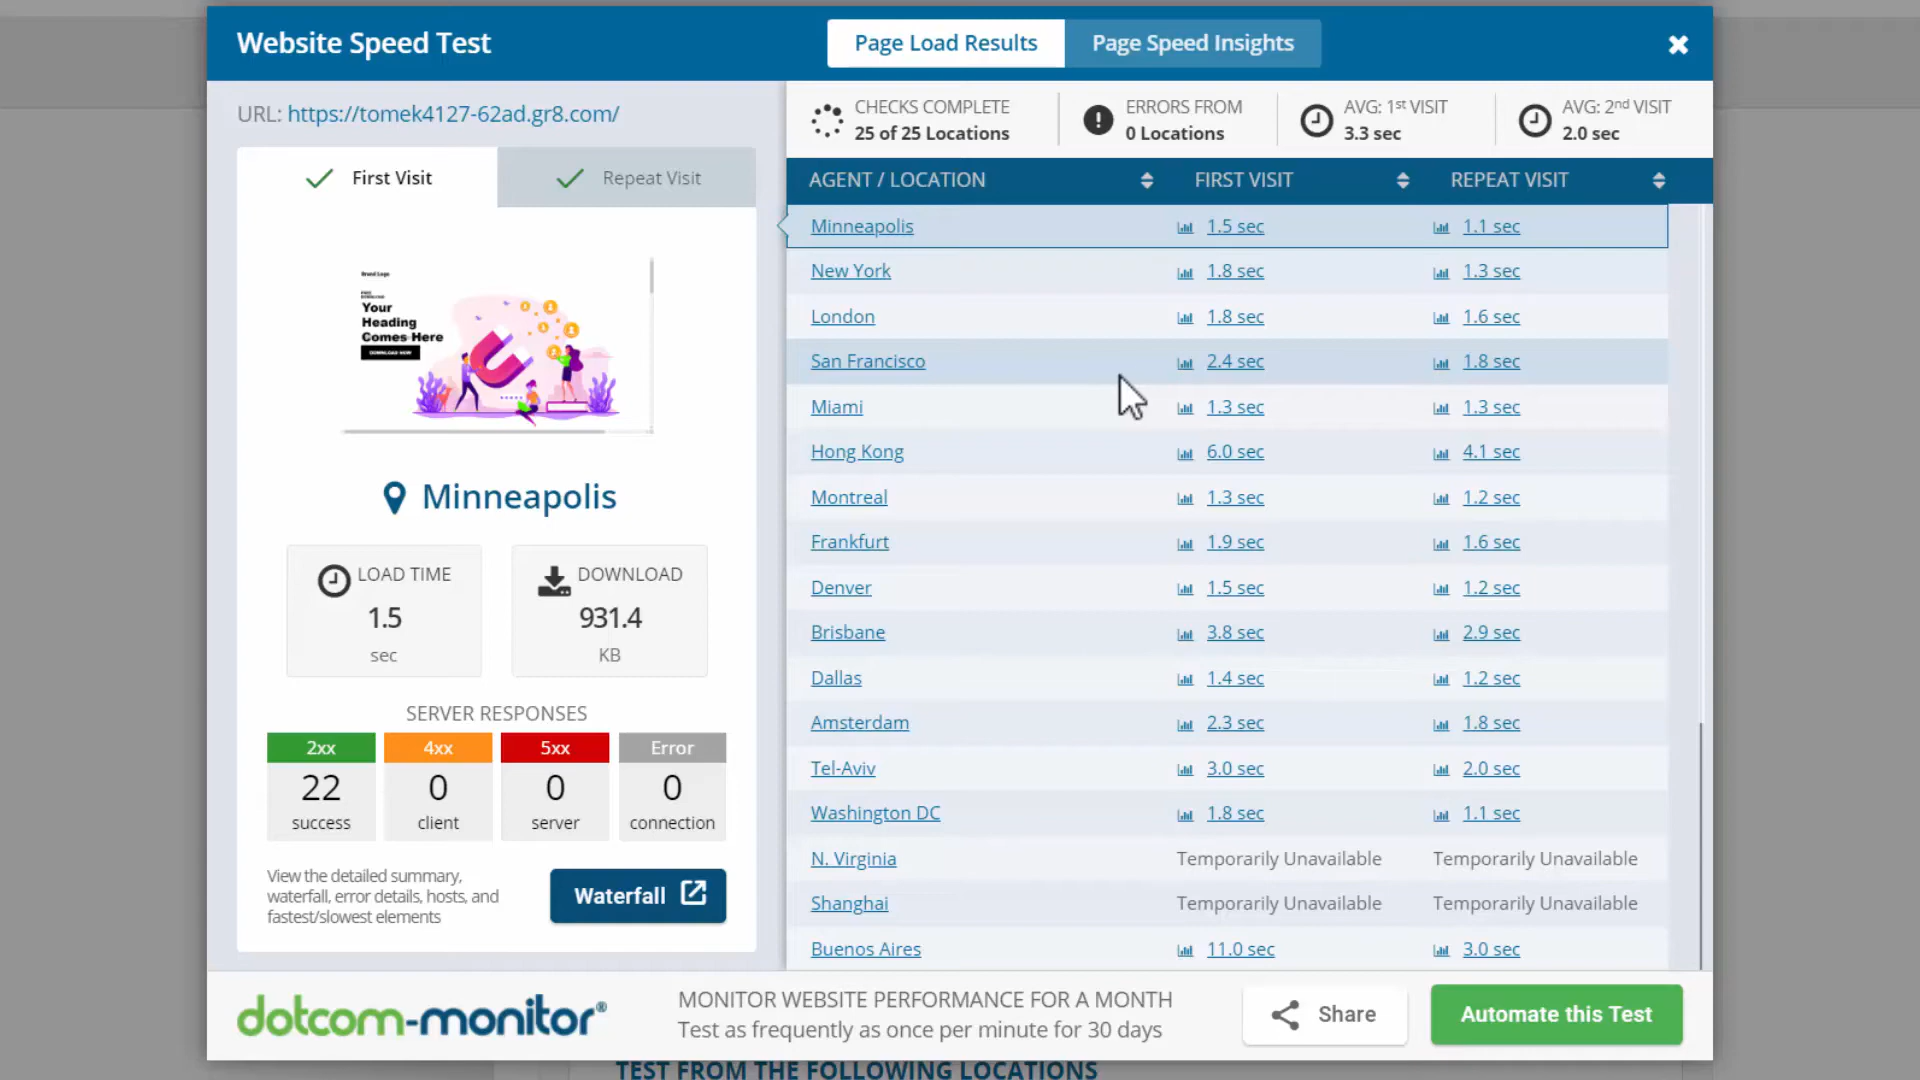 Website Speed Test
Page Load Results
Page Speed Insights
URL: https://tomek4127-62ad.gr8.com/
CHECKS COMPLETE
25 of 25 Locations
ERRORS FROM
0 Locations
AVG: 1st VISIT
3.3 sec
AVG: 2nd VISIT
2.0 sec
First Visit
Repeat Visit
Brand Logo
FREE
DOWNLOAD
Your
Heading
Comes Here
DOWNLOAD NOW
Minneapolis
LOAD TIME
1.5
sec
DOWNLOAD
931.4
KB
SERVER RESPONSES
2xx
22
success
4xx
0
client
5xx
0
server
Error
0
connection
View the detailed summary,
waterfall, error details, hosts, and
fastest/slowest elements
Waterfall
AGENT / LOCATION FIRST VISIT REPEAT VISIT
Minneapolis 1.5 sec 1.1 sec
New York 1.8 sec 1.3 sec
London 1.8 sec 1.6 sec
San Francisco 2.4 sec 1.8 sec
Miami 1.3 sec 1.3 sec
Hong Kong 6.0 sec 4.1 sec
Montreal 1.3 sec 1.2 sec
Frankfurt 1.9 sec 1.6 sec
Denver 1.5 sec 1.2 sec
Brisbane 3.8 sec 2.9 sec
Dallas 1.4 sec 1.2 sec
Amsterdam 2.3 sec 1.8 sec
Tel-Aviv 3.0 sec 2.0 sec
Washington DC 1.8 sec 1.1 sec
N. Virginia Temporarily Unavailable Temporarily Unavailable
Shanghai Temporarily Unavailable Temporarily Unavailable
Buenos Aires 11.0 sec 3.0 sec
dotcom-monitor®
MONITOR WEBSITE PERFORMANCE FOR A MONTH
Test as frequently as once per minute for 30 days
Share
Automate this Test
TEST FROM THE FOLLOWING LOCATIONS